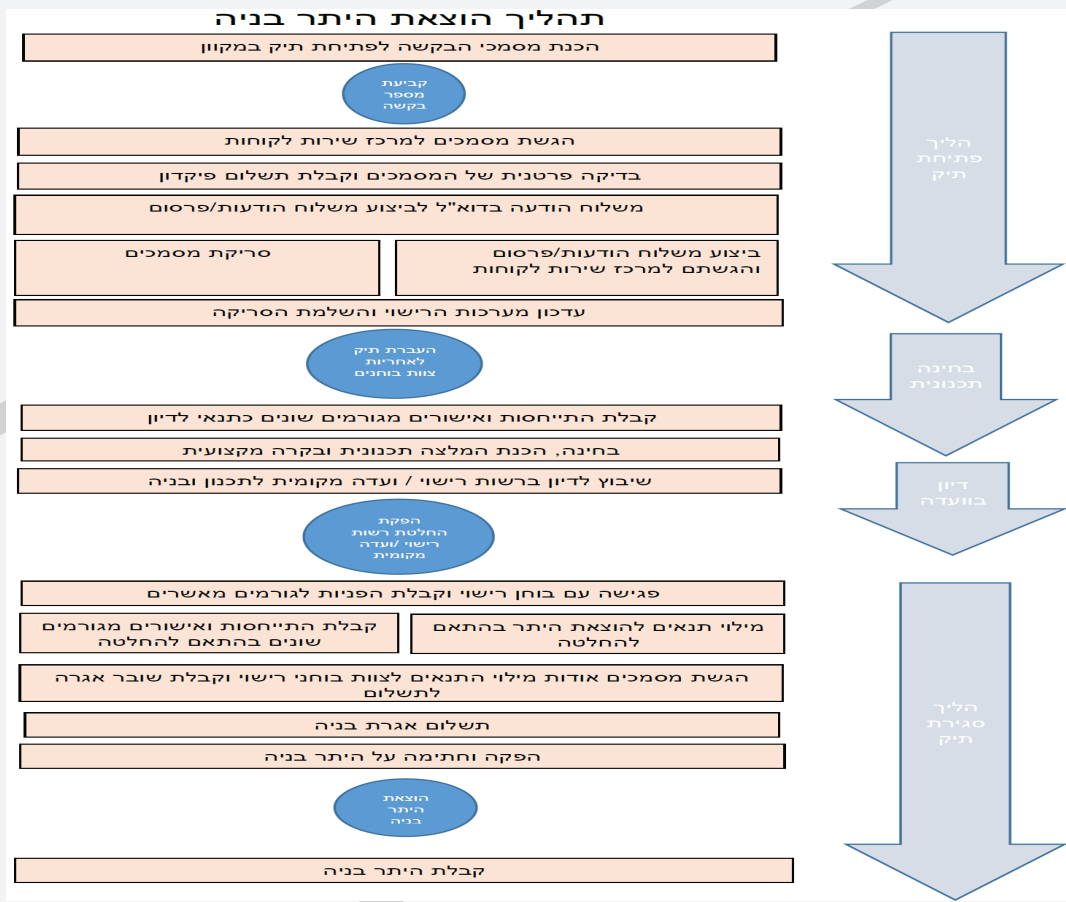 תהליך הוצאת היתר בניה
הכנת מסמכי הבקשה לפתיחת תיק במקוון
קביעת
מספר
בקשה
הגשת מסמכים למרכז שירות לקוחות
בדיקה פרטנית של המסמכים וקבלת תשלום פיקדון
משלוח הודעה בדוא"ל לביצוע משלוח הודעות/פרסום
ביצוע משלוח הודעות/פרסום
והגשתם למרכז שירות לקוחות
סריקת מסמכים
עדכון מערכות הרישוי והשלמת הסריקה
הליך
פתיחת
תיק
העברת תיק
לאחריות
צוות בוחנים
קבלת התייחסות ואישורים מגורמים שונים כתנאי לדיון
בחינה, הכנת המלצה תכנונית ובקרה מקצועית
בחינה
תכנונית
שיבוץ לדיון ברשות רישוי / ועדה מקומית לתכנון ובניה
הפקת
החלטת רשות
רישוי /ועדה
מקומית
דיון
בוועדה
פגישה עם בוחן רישוי וקבלת הפניות לגורמים מאשרים
מילוי תנאים להוצאת היתר בהתאם
להחלטה
קבלת התייחסות ואישורים מגורמים
שונים בהתאם להחלטה
הגשת מסמכים אודות מילוי התנאים לצוות בוחני רישוי וקבלת שובר אגרה
לתשלום
תשלום אגרת בניה
הפקה וחתימה על היתר בניה
הוצאת
היתר
בניה
קבלת היתר בניה
הליך
סגירת
תיק